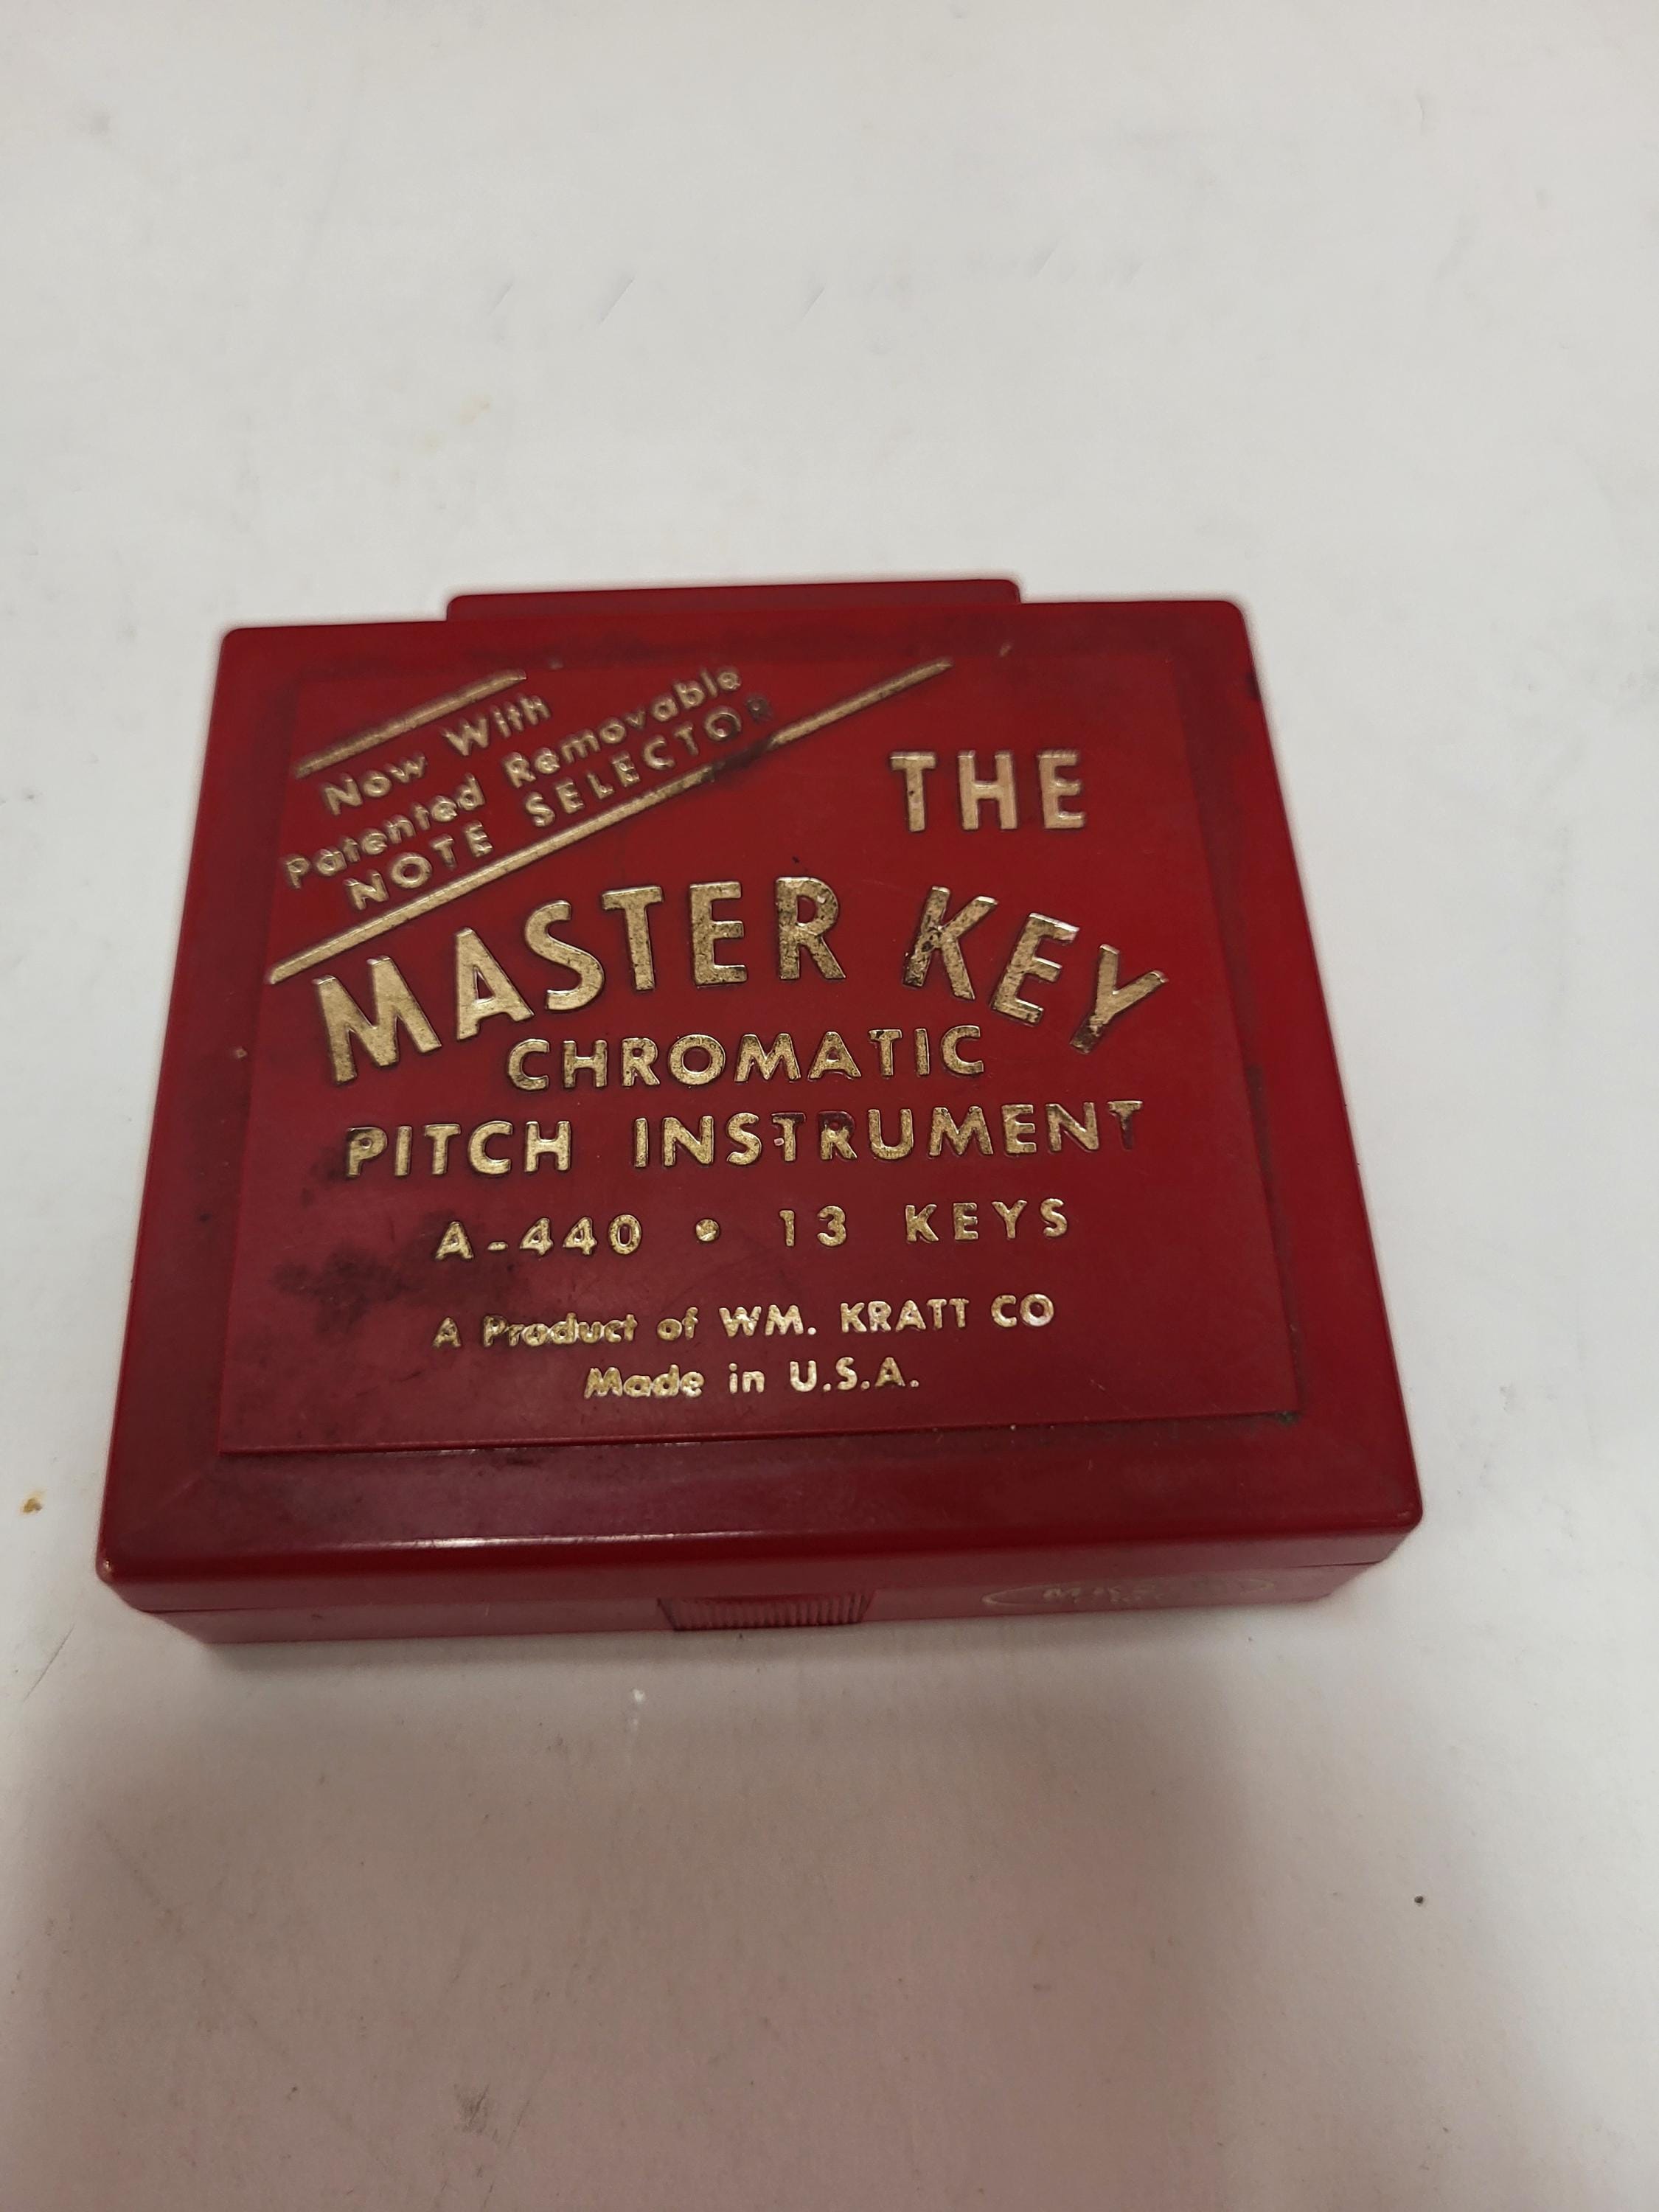 Now With
Patented Removable
NOTE SELECTOR
THE
MASTER KEY
CHROMATIC
PITCH INSTRUMENT
A-440 • 13 KEYS
A Product of WM. KRATT CO
Made in U.S.A.